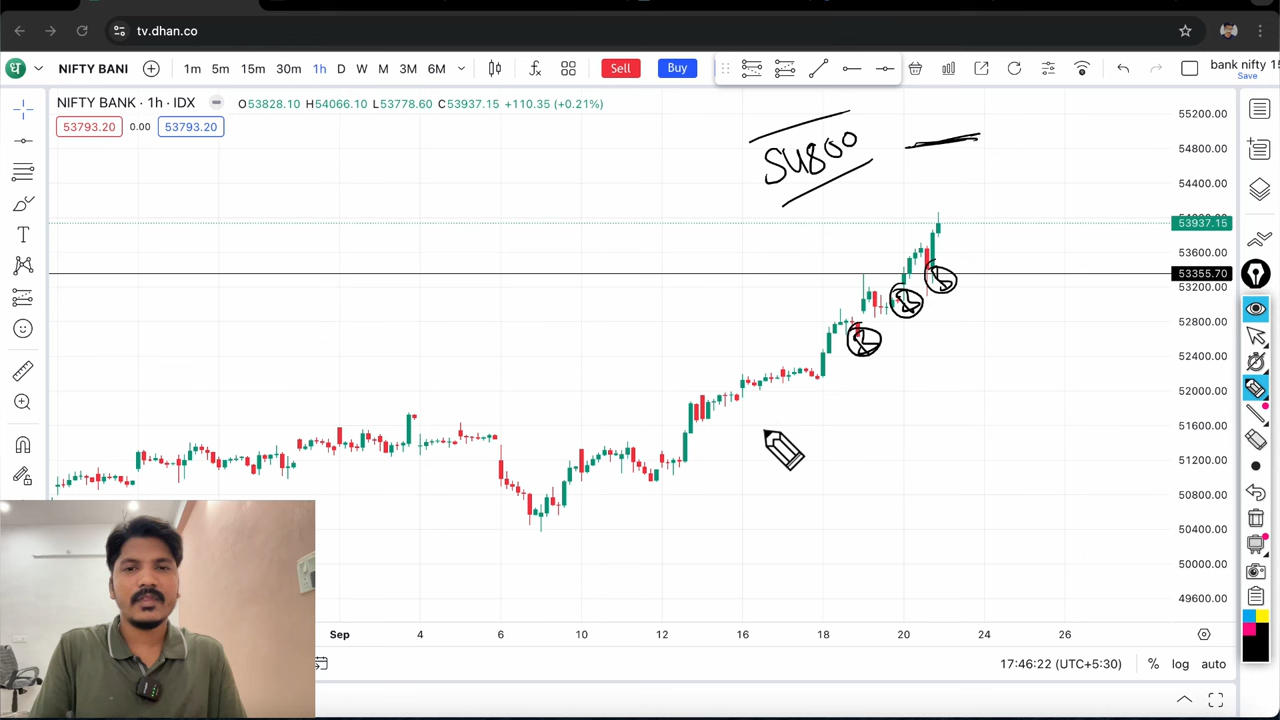 tv.dhan.co
NIFTY BANI
1m 5m 15m 30m 1h D W M 3M 6M
Sell
Buy
bank nifty 15
Save
NIFTY BANK · 1h · IDX
O53828.10 H54066.10 L53778.60 C53937.15 +110.35 (+0.21%)
53793.20 0.00 53793.20
54800
55200.00
54800.00
54400.00
53937.15
53600.00
53355.70
53200.00
52800.00
52400.00
52000.00
51600.00
51200.00
50800.00
50400.00
50000.00
49600.00
Sep 4 6 10 12 16 18 20 24 26
17:46:22 (UTC+5:30) % log auto